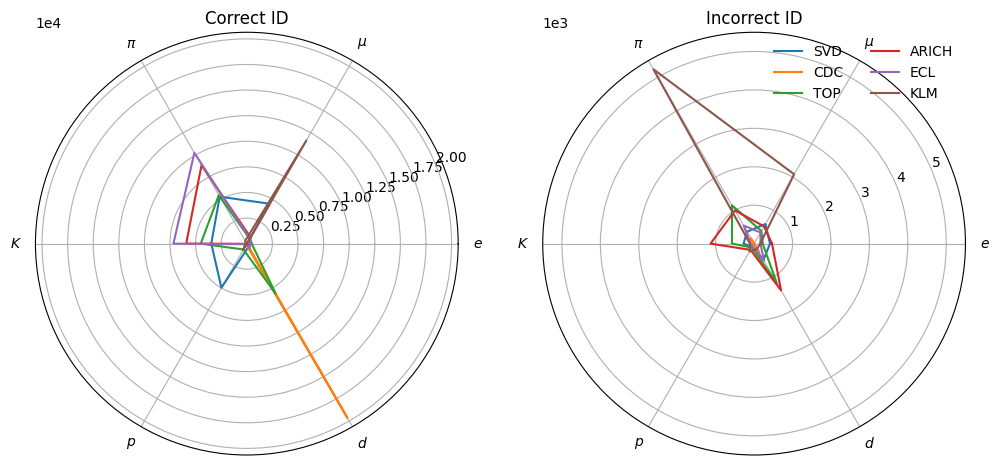 Correct ID
1e4
π
μ
K
e
p
d
0.25
0.50
0.75
1.00
1.25
1.50
1.75
2.00
Incorrect ID
1e3
π
μ
K
e
p
d
1
2
3
4
5
SVD
CDC
TOP
ARICH
ECL
KLM